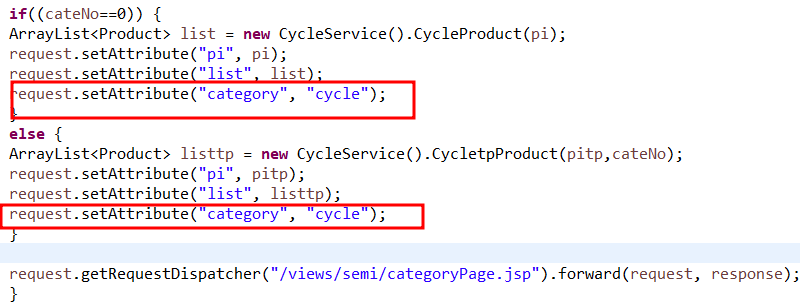 if((cateNo==0)) {
ArrayList<Product> list = new CycleService().CycleProduct(pi);
request.setAttribute("pi", pi);
request.setAttribute("list", list);
request.setAttribute("category", "cycle");
}
else {
ArrayList<Product> listtp = new CycleService().CycletpProduct(pitp,cateNo);
request.setAttribute("pi", pitp);
request.setAttribute("list", listtp);
request.setAttribute("category", "cycle");
}
request.getRequestDispatcher("/views/semi/categoryPage.jsp").forward(request, response);
}